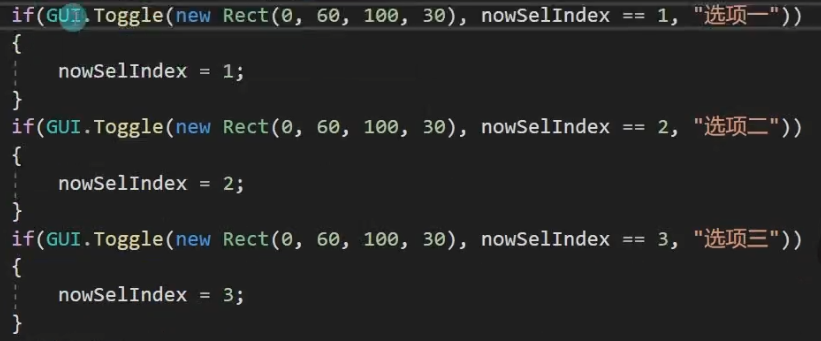 if(GUI.Toggle(new Rect(0, 60, 100, 30), nowSelIndex == 1, "选项一"))
{
    nowSelIndex = 1;
}
if(GUI.Toggle(new Rect(0, 60, 100, 30), nowSelIndex == 2, "选项二"))
{
    nowSelIndex = 2;
}
if(GUI.Toggle(new Rect(0, 60, 100, 30), nowSelIndex == 3, "选项三"))
{
    nowSelIndex = 3;
}